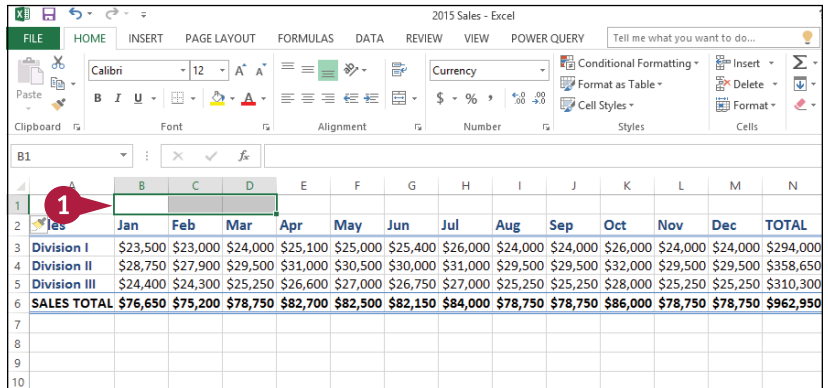 2015 Sales - Excel
FILE HOME INSERT PAGE LAYOUT FORMULAS DATA REVIEW VIEW POWER QUERY Tell me what you want to do...
Calibri 12 A A Currency Conditional Formatting Insert
Paste Format as Table Delete
B I U A $ % , .00 .0 Cell Styles Format
Clipboard Font Alignment Number Styles Cells
B1 fx
A B C D E F G H I J K L M N
1 1
2 les Jan Feb Mar Apr May Jun Jul Aug Sep Oct Nov Dec TOTAL
3 Division I $23,500 $23,000 $24,000 $25,100 $25,000 $25,400 $26,000 $24,000 $24,000 $26,000 $24,000 $24,000 $294,000
4 Division II $28,750 $27,900 $29,500 $31,000 $30,500 $30,000 $31,000 $29,500 $29,500 $32,000 $29,500 $29,500 $358,650
5 Division III $24,400 $24,300 $25,250 $26,600 $27,000 $26,750 $27,000 $25,250 $25,250 $28,000 $25,250 $25,250 $310,300
6 SALES TOTAL $76,650 $75,200 $78,750 $82,700 $82,500 $82,150 $84,000 $78,750 $78,750 $86,000 $78,750 $78,750 $962,950
7
8
9
10